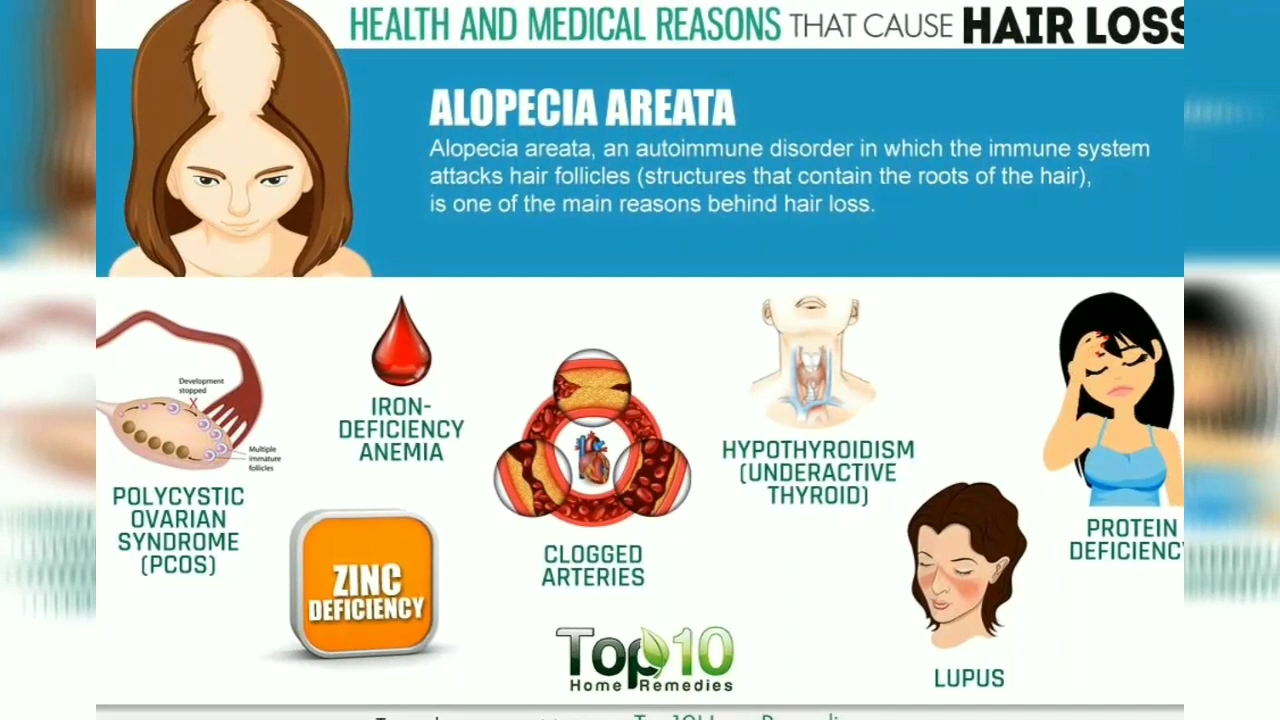 HEALTH AND MEDICAL REASONS THAT CAUSE HAIR LOSS
ALOPECIA AREATA
Alopecia areata, an autoimmune disorder in which the immune system
attacks hair follicles (structures that contain the roots of the hair),
is one of the main reasons behind hair loss.
Development
stopped
Multiple
immature
follicles
POLYCYSTIC
OVARIAN
SYNDROME
(PCOS)
IRON-
DEFICIENCY
ANEMIA
ZINC
DEFICIENCY
CLOGGED
ARTERIES
HYPOTHYROIDISM
(UNDERACTIVE
THYROID)
LUPUS
PROTEIN
DEFICIENCY
Top10
Home Remedies